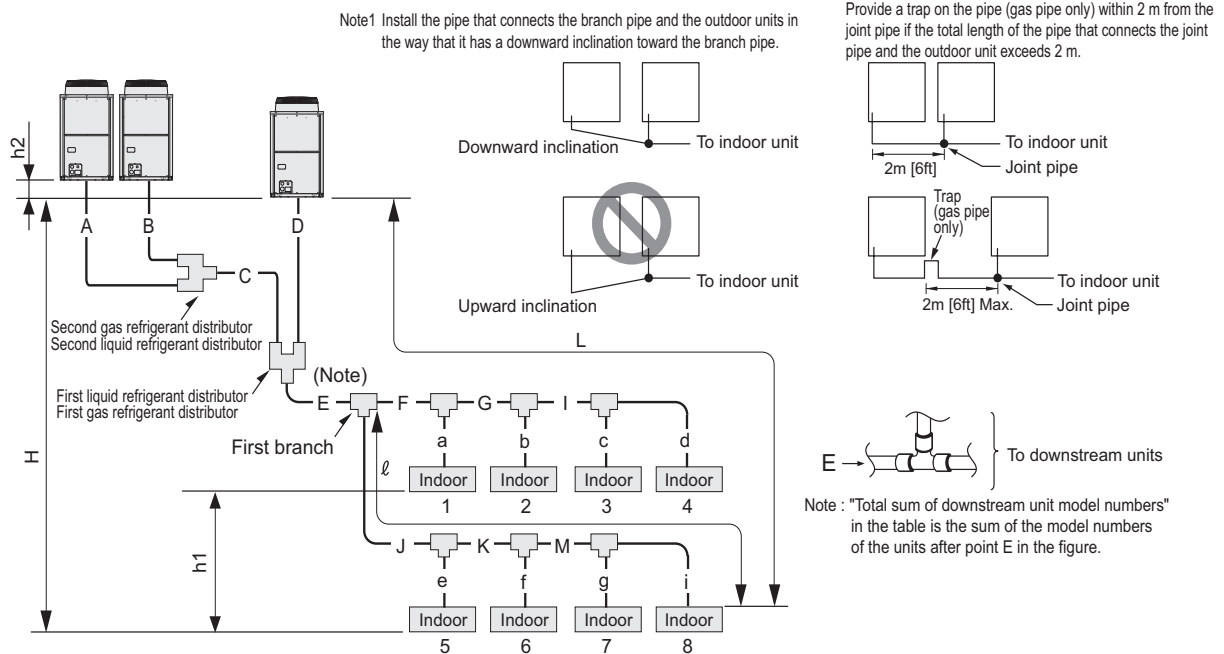 Note1 Install the pipe that connects the branch pipe and the outdoor units in
the way that it has a downward inclination toward the branch pipe.
Provide a trap on the pipe (gas pipe only) within 2 m from the
joint pipe if the total length of the pipe that connects the joint
pipe and the outdoor unit exceeds 2 m.
Downward inclination
To indoor unit
Upward inclination
To indoor unit
To indoor unit
2m [6ft]
Joint pipe
Trap
(gas pipe
only)
To indoor unit
2m [6ft] Max.
Joint pipe
h2
A
B
D
C
Second gas refrigerant distributor
Second liquid refrigerant distributor
L
First liquid refrigerant distributor
First gas refrigerant distributor
(Note)
E
F
G
I
First branch
H
a
b
c
d
ℓ
Indoor
Indoor
Indoor
Indoor
1
2
3
4
h1
J
K
M
e
f
g
i
Indoor
Indoor
Indoor
Indoor
5
6
7
8
E
To downstream units
Note : "Total sum of downstream unit model numbers"
in the table is the sum of the model numbers
of the units after point E in the figure.